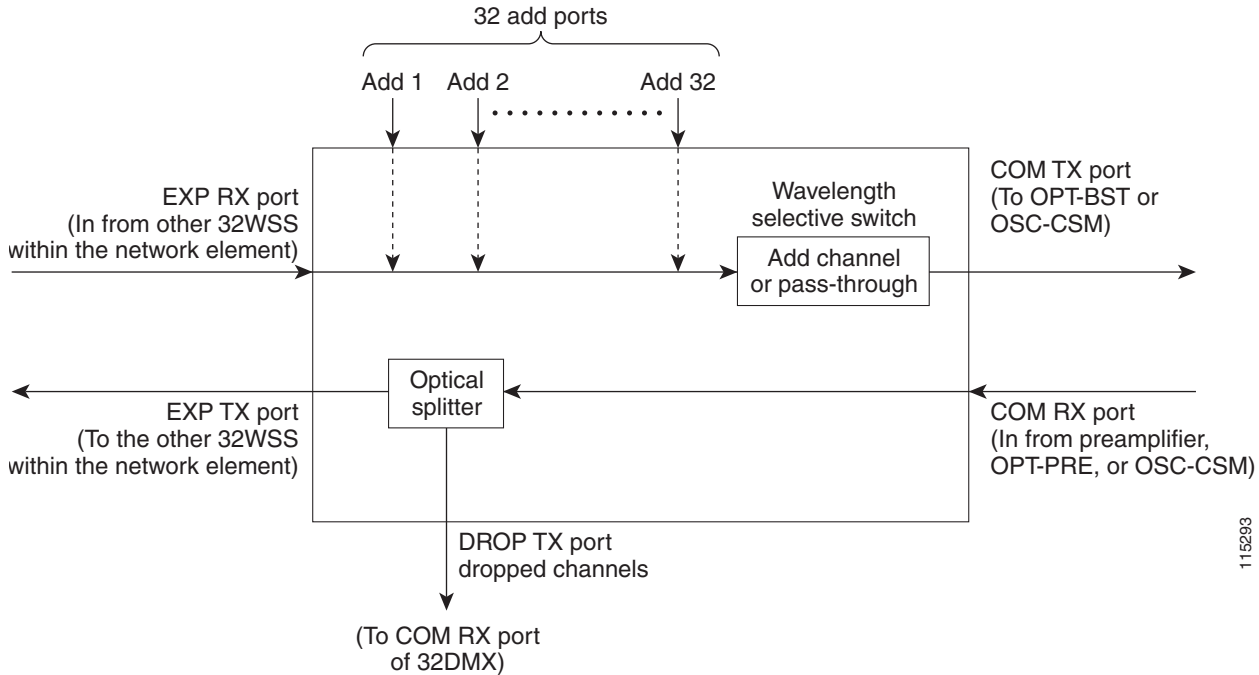 32 add ports
Add 1
Add 2
Add 32
EXP RX port
(In from other 32WSS
within the network element)
Wavelength
selective switch
Add channel
or pass-through
COM TX port
(To OPT-BST or
OSC-CSM)
Optical
splitter
EXP TX port
(To the other 32WSS
within the network element)
COM RX port
(In from preamplifier,
OPT-PRE, or OSC-CSM)
DROP TX port
dropped channels
(To COM RX port
of 32DMX)
115293